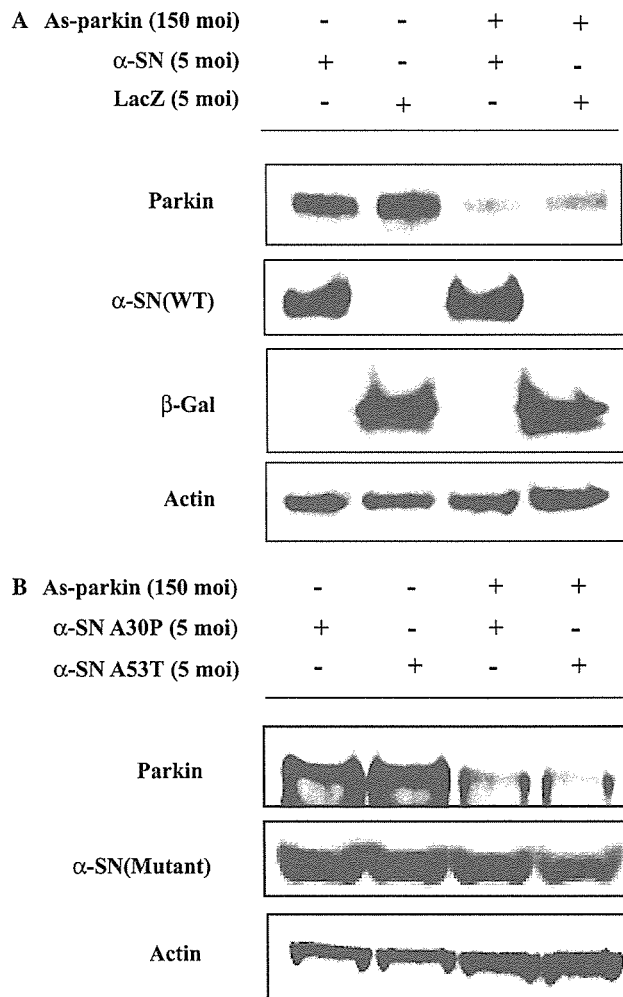 A As-parkin (150 moi) - - + +
α-SN (5 moi) + - + -
LacZ (5 moi) - + - +
Parkin
α-SN(WT)
β-Gal
Actin
B As-parkin (150 moi) - - + +
α-SN A30P (5 moi) + - + -
α-SN A53T (5 moi) - + - +
Parkin
α-SN(Mutant)
Actin